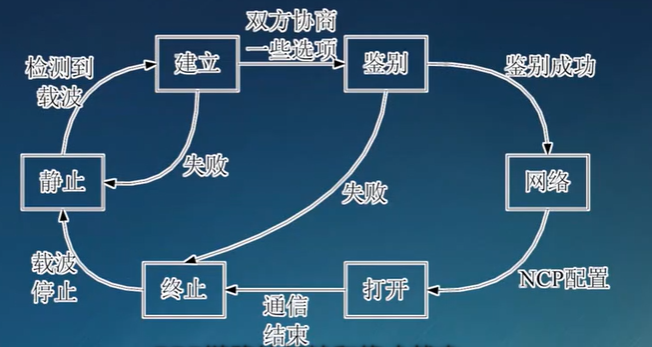 双方协商
一些选项
建立
鉴别
检测到
载波
鉴别成功
失败
静止
网络
失败
载波
停止
终止
打开
NCP配置
通信
结束